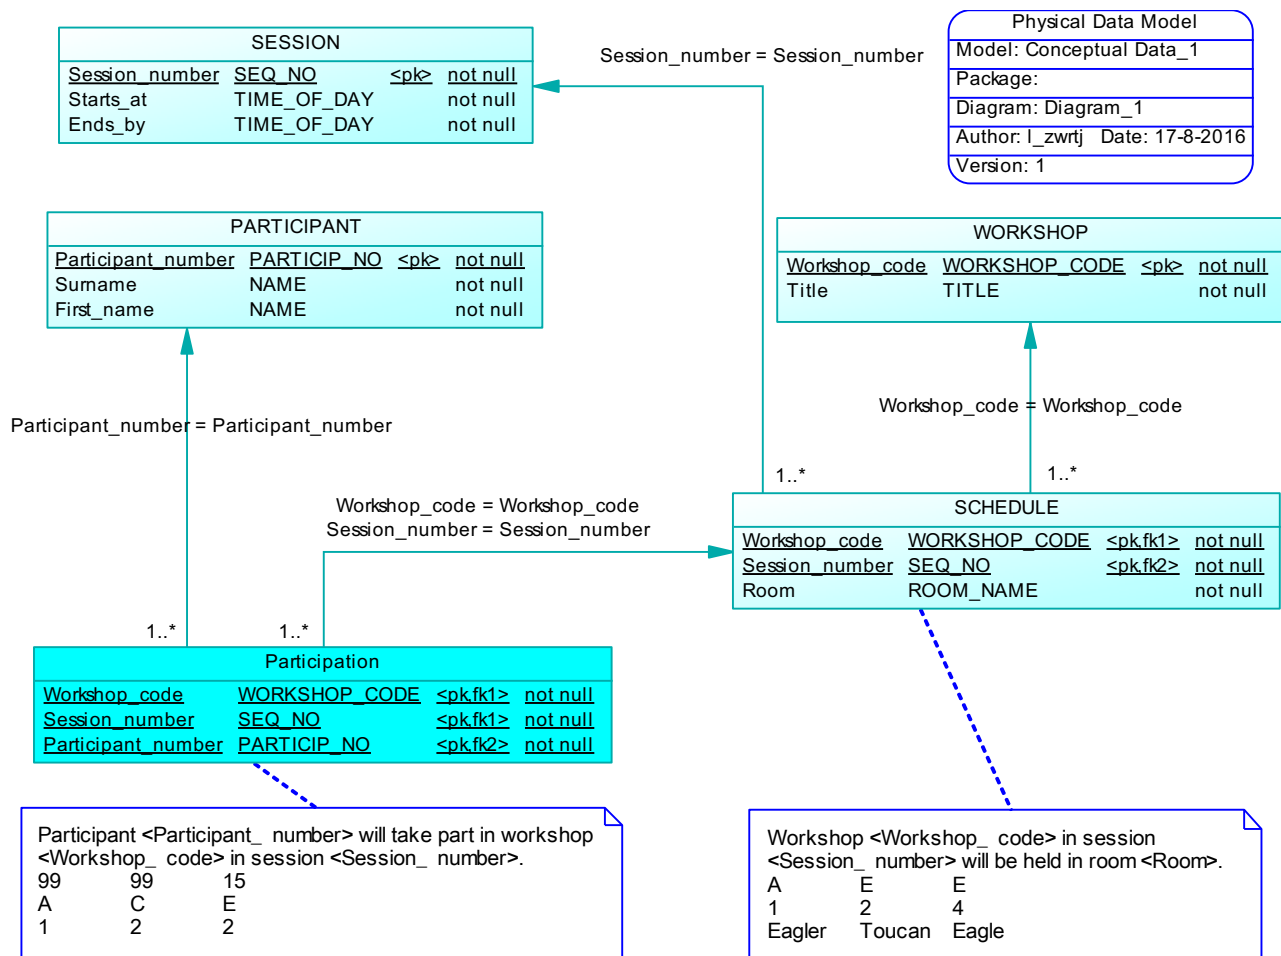 SESSION
Session_number SEQ_NO <pk> not null
Starts_at TIME_OF_DAY not null
Ends_by TIME_OF_DAY not null
Session_number = Session_number
Physical Data Model
Model: Conceptual Data_1
Package:
Diagram: Diagram_1
Author: l_zwrtj Date: 17-8-2016
Version: 1
PARTICIPANT
Participant_number PARTICIP_NO <pk> not null
Surname NAME not null
First_name NAME not null
WORKSHOP
Workshop_code WORKSHOP_CODE <pk> not null
Title TITLE not null
Participant_number = Participant_number
Workshop_code = Workshop_code
1..*
1..*
Workshop_code = Workshop_code
Session_number = Session_number
SCHEDULE
Workshop_code WORKSHOP_CODE <pk,fk1> not null
Session_number SEQ_NO <pk,fk2> not null
Room ROOM_NAME not null
1..*
1..*
Participation
Workshop_code WORKSHOP_CODE <pk,fk1> not null
Session_number SEQ_NO <pk,fk1> not null
Participant_number PARTICIP_NO <pk,fk2> not null
Participant <Participant_ number> will take part in workshop
<Workshop_ code> in session <Session_ number>.
99 99 15
A C E
1 2 2
Workshop <Workshop_ code> in session
<Session_ number> will be held in room <Room>.
A E E
1 2 4
Eagler Toucan Eagle